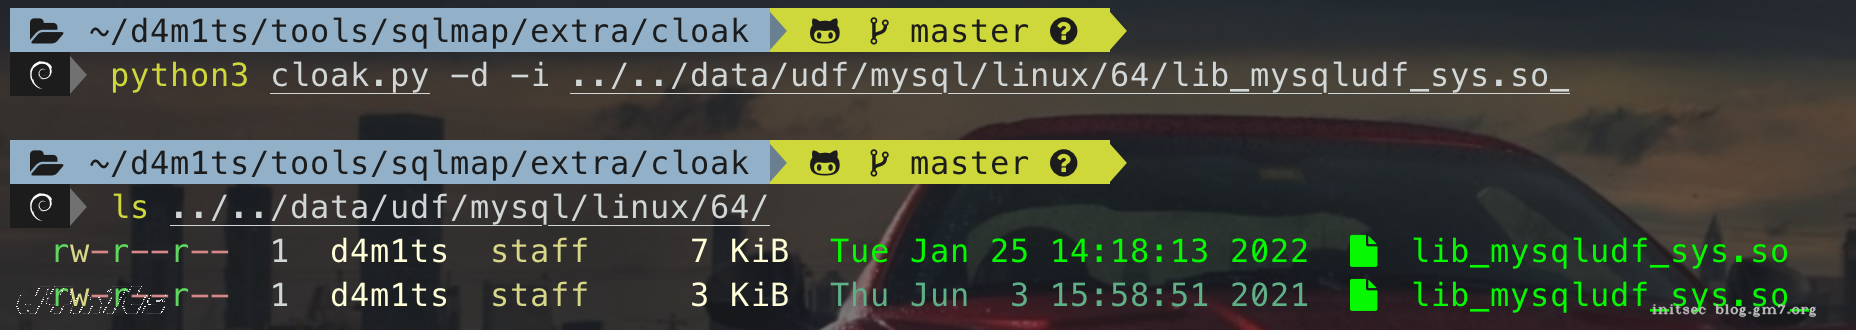 ~/d4m1ts/tools/sqlmap/extra/cloak master ?
python3 cloak.py -d -i ../../data/udf/mysql/linux/64/lib_mysqludf_sys.so_
~/d4m1ts/tools/sqlmap/extra/cloak master ?
ls ../../data/udf/mysql/linux/64/
rw-r--r-- 1 d4m1ts staff 7 KiB Tue Jan 25 14:18:13 2022 lib_mysqludf_sys.so
rw-r--r-- 1 d4m1ts staff 3 KiB Thu Jun 3 15:58:51 2021 lib_mysqludf_sys.so_
initsec blog.gm7.org